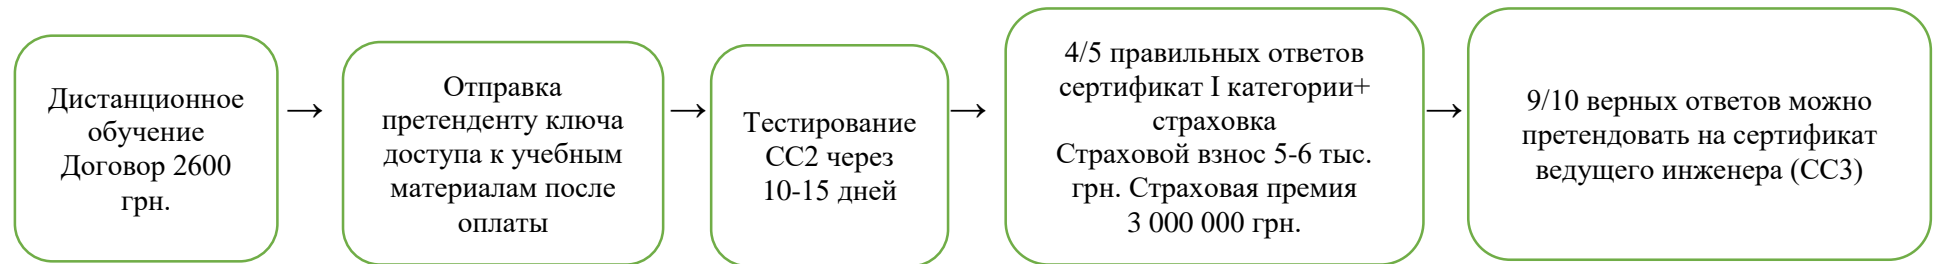 Дистанционное
обучение
Договор 2600
грн.
→
Отправка
претенденту ключа
доступа к учебным
материалам после
оплаты
→
Тестирование
СС2 через
10-15 дней
→
4/5 правильных ответов
сертификат I категории+
страховка
Страховой взнос 5-6 тыс.
грн. Страховая премия
3 000 000 грн.
→
9/10 верных ответов можно
претендовать на сертификат
ведущего инженера (СС3)